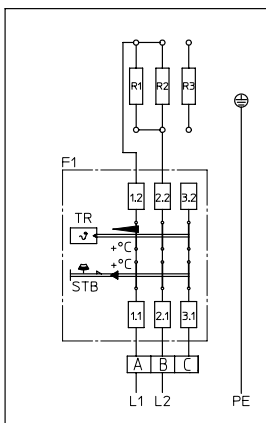 R1 R2 R3
F1
1.2 2.2 3.2
TR
+°C
+°C
STB
1.1 2.1 3.1
A B C
L1 L2 PE